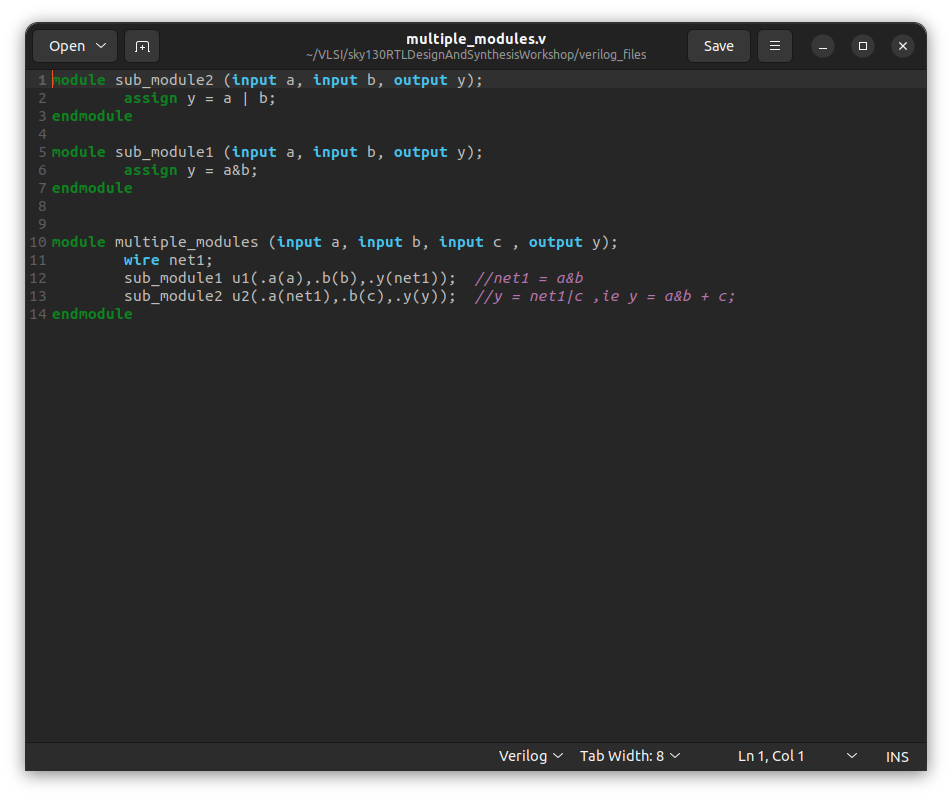 Open
multiple_modules.v
~/VLSI/sky130RTLDesignAndSynthesisWorkshop/verilog_files
Save
1 module sub_module2 (input a, input b, output y);
2 assign y = a | b;
3 endmodule
4
5 module sub_module1 (input a, input b, output y);
6 assign y = a&b;
7 endmodule
8
9
10 module multiple_modules (input a, input b, input c , output y);
11 wire net1;
12 sub_module1 u1(.a(a),.b(b),.y(net1));  //net1 = a&b
13 sub_module2 u2(.a(net1),.b(c),.y(y));  //y = net1|c ,ie y = a&b + c;
14 endmodule
Verilog Tab Width: 8 Ln 1, Col 1 INS